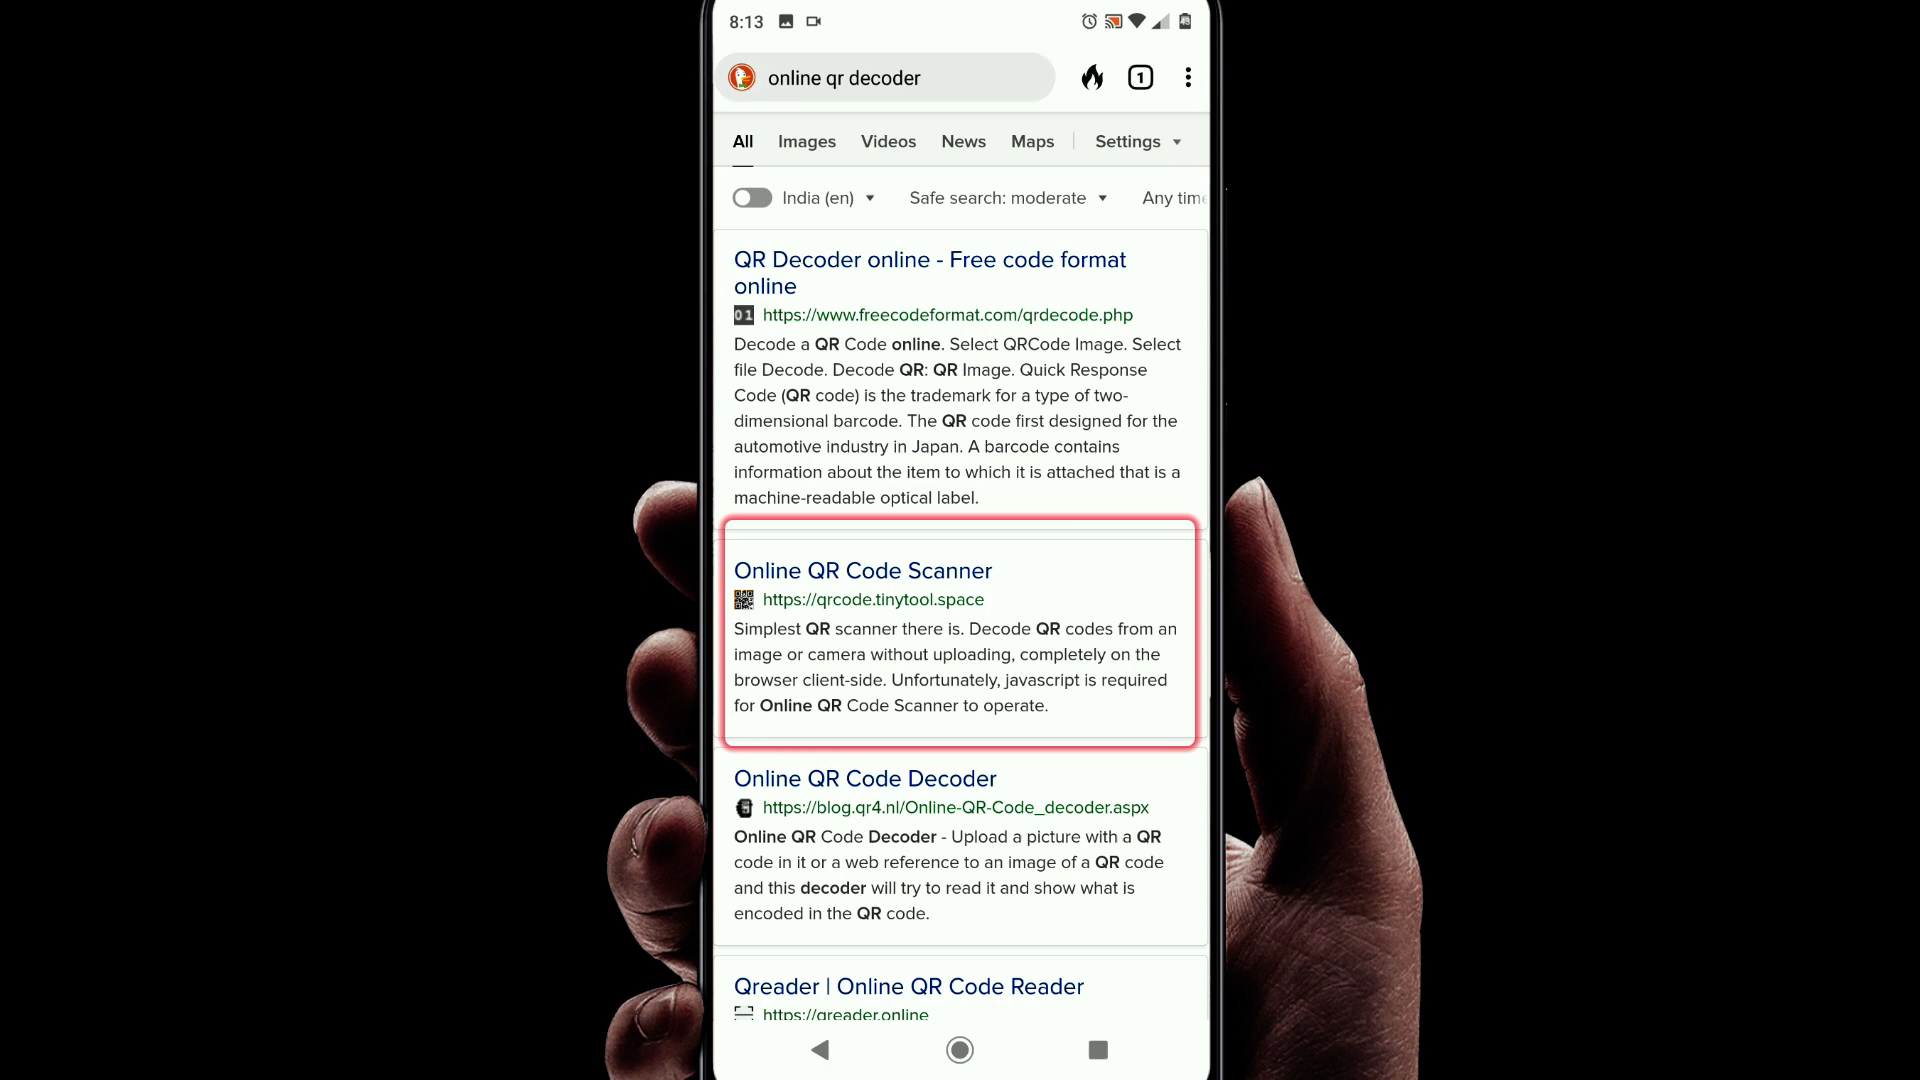 8:13
online qr decoder
1
All Images Videos News Maps Settings
India (en) Safe search: moderate Any time
QR Decoder online - Free code format
online
01 https://www.freecodeformat.com/qrdecode.php
Decode a QR Code online. Select QRCode Image. Select
file Decode. Decode QR: QR Image. Quick Response
Code (QR code) is the trademark for a type of two-
dimensional barcode. The QR code first designed for the
automotive industry in Japan. A barcode contains
information about the item to which it is attached that is a
machine-readable optical label.
Online QR Code Scanner
https://qrcode.tinytool.space
Simplest QR scanner there is. Decode QR codes from an
image or camera without uploading, completely on the
browser client-side. Unfortunately, javascript is required
for Online QR Code Scanner to operate.
Online QR Code Decoder
https://blog.qr4.nl/Online-QR-Code_decoder.aspx
Online QR Code Decoder - Upload a picture with a QR
code in it or a web reference to an image of a QR code
and this decoder will try to read it and show what is
encoded in the QR code.
Qreader | Online QR Code Reader
https://qreader.online